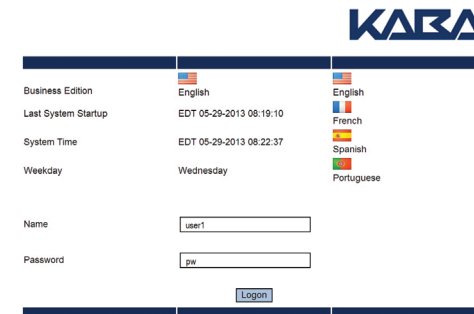 KABA
Business Edition English English
Last System Startup EDT 05-29-2013 08:19:10 French
System Time EDT 05-29-2013 08:22:37 Spanish
Weekday Wednesday Portuguese
Name user1
Password pw
Logon